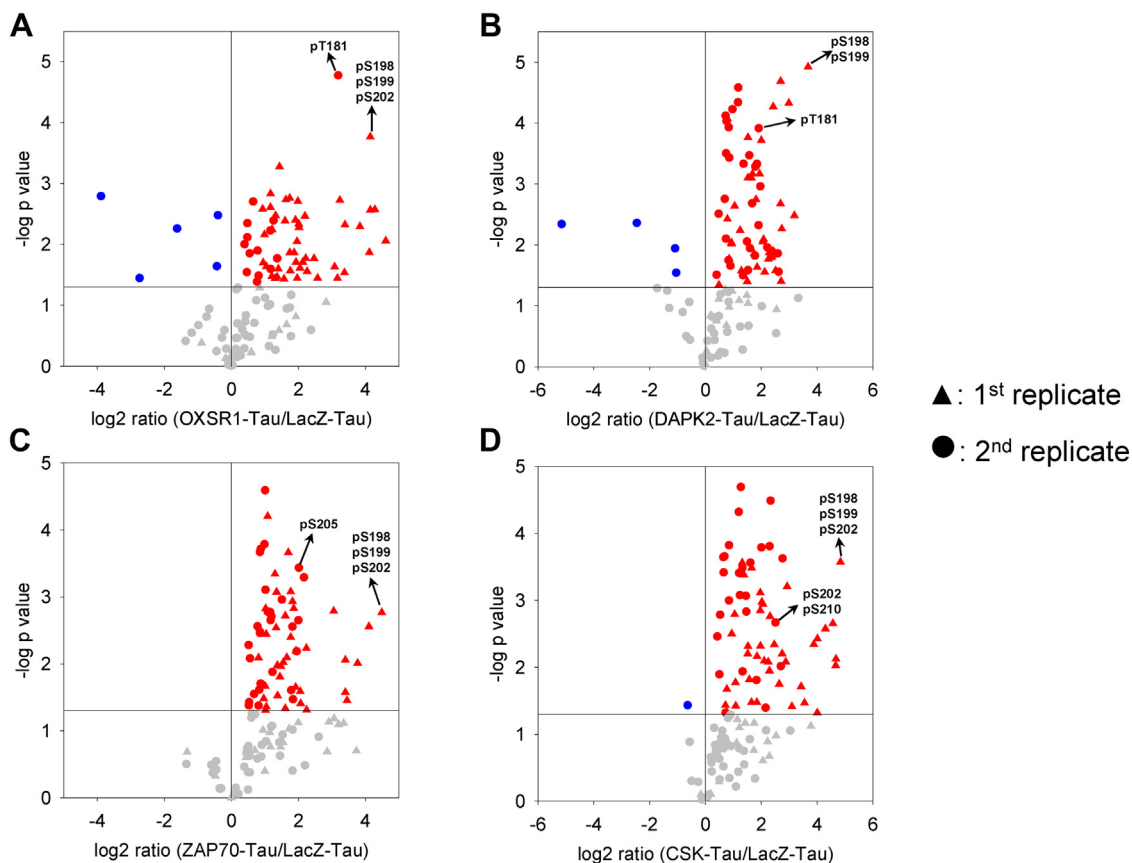 A
-log p value
5
4
3
2
1
0
pT181
pS198
pS199
pS202
-4 -2 0 2 4
log2 ratio (OXSR1-Tau/LacZ-Tau)
B
-log p value
5
4
3
2
1
0
pS198
pS199
pT181
-6 -4 -2 0 2 4 6
log2 ratio (DAPK2-Tau/LacZ-Tau)
▲: 1st replicate
●: 2nd replicate
C
-log p value
5
4
3
2
1
0
pS205
pS198
pS199
pS202
-4 -2 0 2 4
log2 ratio (ZAP70-Tau/LacZ-Tau)
D
-log p value
5
4
3
2
1
0
pS198
pS199
pS202
pS202
pS210
-6 -4 -2 0 2 4 6
log2 ratio (CSK-Tau/LacZ-Tau)